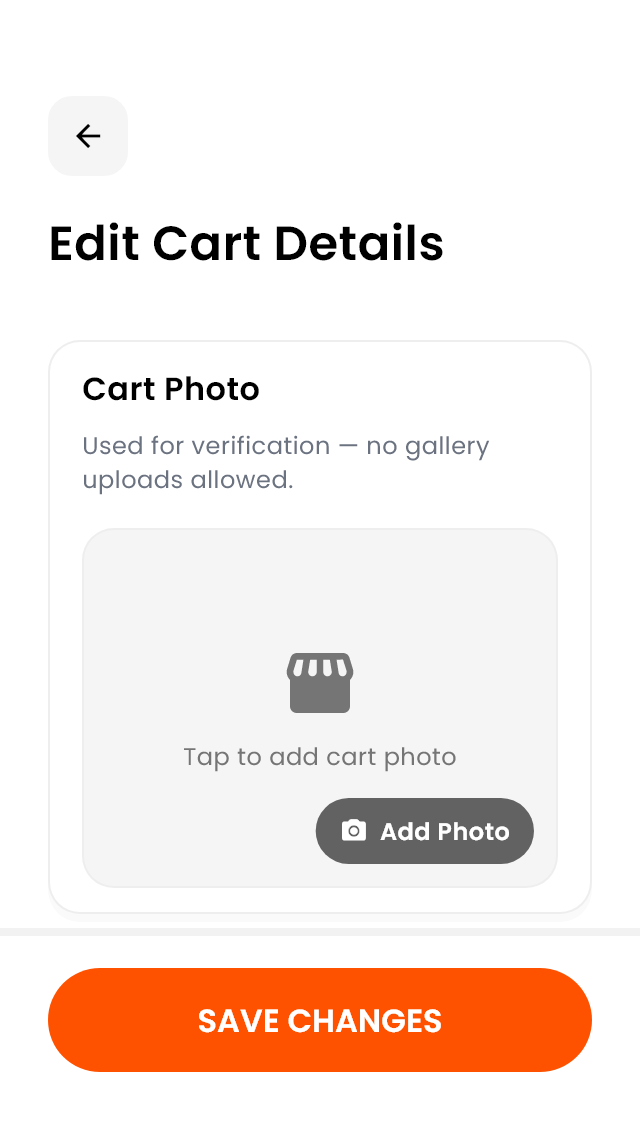 Edit Cart Details
Cart Photo
Used for verification — no gallery
uploads allowed.
Tap to add cart photo
Add Photo
SAVE CHANGES